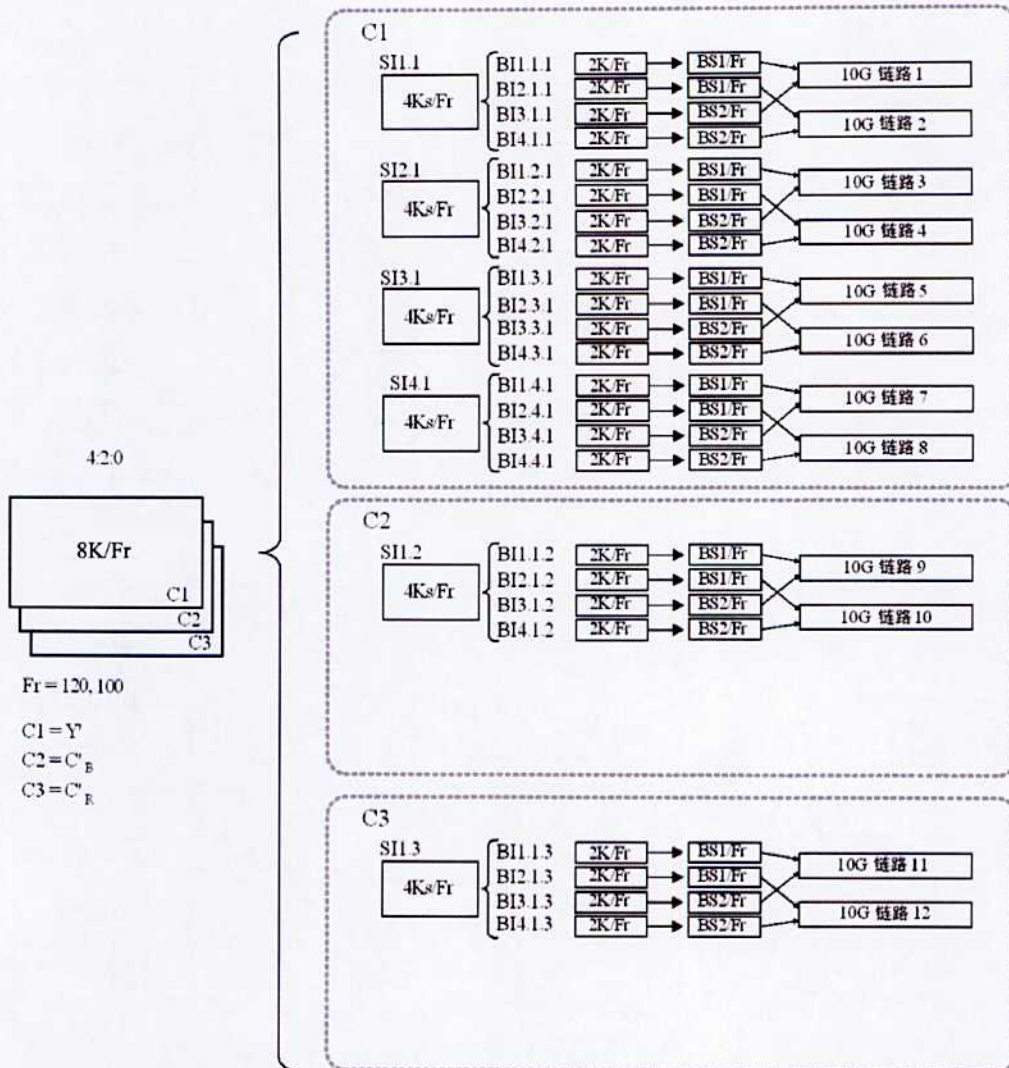 4:2:0
8K/Fr
C1
C2
C3
Fr = 120, 100
C1 = Y'
C2 = C'B
C3 = C'R
C1
SI1.1
4Ks/Fr
BI1.1.1 2K/Fr BS1/Fr
BI2.1.1 2K/Fr BS1/Fr
BI3.1.1 2K/Fr BS2/Fr
BI4.1.1 2K/Fr BS2/Fr
10G 链路 1
10G 链路 2
SI2.1
4Ks/Fr
BI1.2.1 2K/Fr BS1/Fr
BI2.2.1 2K/Fr BS1/Fr
BI3.2.1 2K/Fr BS2/Fr
BI4.2.1 2K/Fr BS2/Fr
10G 链路 3
10G 链路 4
SI3.1
4Ks/Fr
BI1.3.1 2K/Fr BS1/Fr
BI2.3.1 2K/Fr BS1/Fr
BI3.3.1 2K/Fr BS2/Fr
BI4.3.1 2K/Fr BS2/Fr
10G 链路 5
10G 链路 6
SI4.1
4Ks/Fr
BI1.4.1 2K/Fr BS1/Fr
BI2.4.1 2K/Fr BS1/Fr
BI3.4.1 2K/Fr BS2/Fr
BI4.4.1 2K/Fr BS2/Fr
10G 链路 7
10G 链路 8
C2
SI1.2
4Ks/Fr
BI1.1.2 2K/Fr BS1/Fr
BI2.1.2 2K/Fr BS1/Fr
BI3.1.2 2K/Fr BS2/Fr
BI4.1.2 2K/Fr BS2/Fr
10G 链路 9
10G 链路 10
C3
SI1.3
4Ks/Fr
BI1.1.3 2K/Fr BS1/Fr
BI2.1.3 2K/Fr BS1/Fr
BI3.1.3 2K/Fr BS2/Fr
BI4.1.3 2K/Fr BS2/Fr
10G 链路 11
10G 链路 12